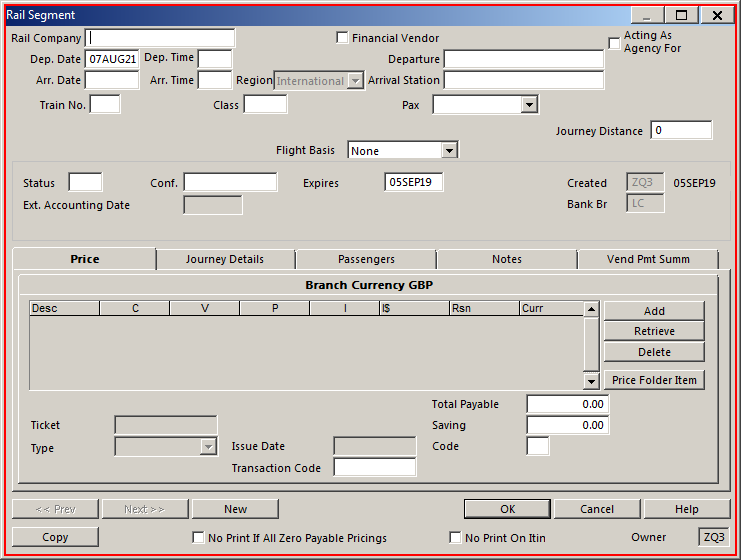 Rail Segment
Rail Company Financial Vendor Acting As Agency For
Dep. Date 07AUG21 Dep. Time Departure
Arr. Date Arr. Time Region International Arrival Station
Train No. Class Pax
Journey Distance 0
Flight Basis None
Status Conf. Expires 05SEP19 Created ZQ3 05SEP19
Ext. Accounting Date Bank Br LC
Price Journey Details Passengers Notes Vend Pmt Summ
Branch Currency GBP
Desc C V P I I$ Rsn Curr
Add
Retrieve
Delete
Price Folder Item
Total Payable 0.00
Ticket Saving 0.00
Type Issue Date Code
Transaction Code
<< Prev Next >> New OK Cancel Help
Copy No Print If All Zero Payable Pricings No Print On Itin Owner ZQ3